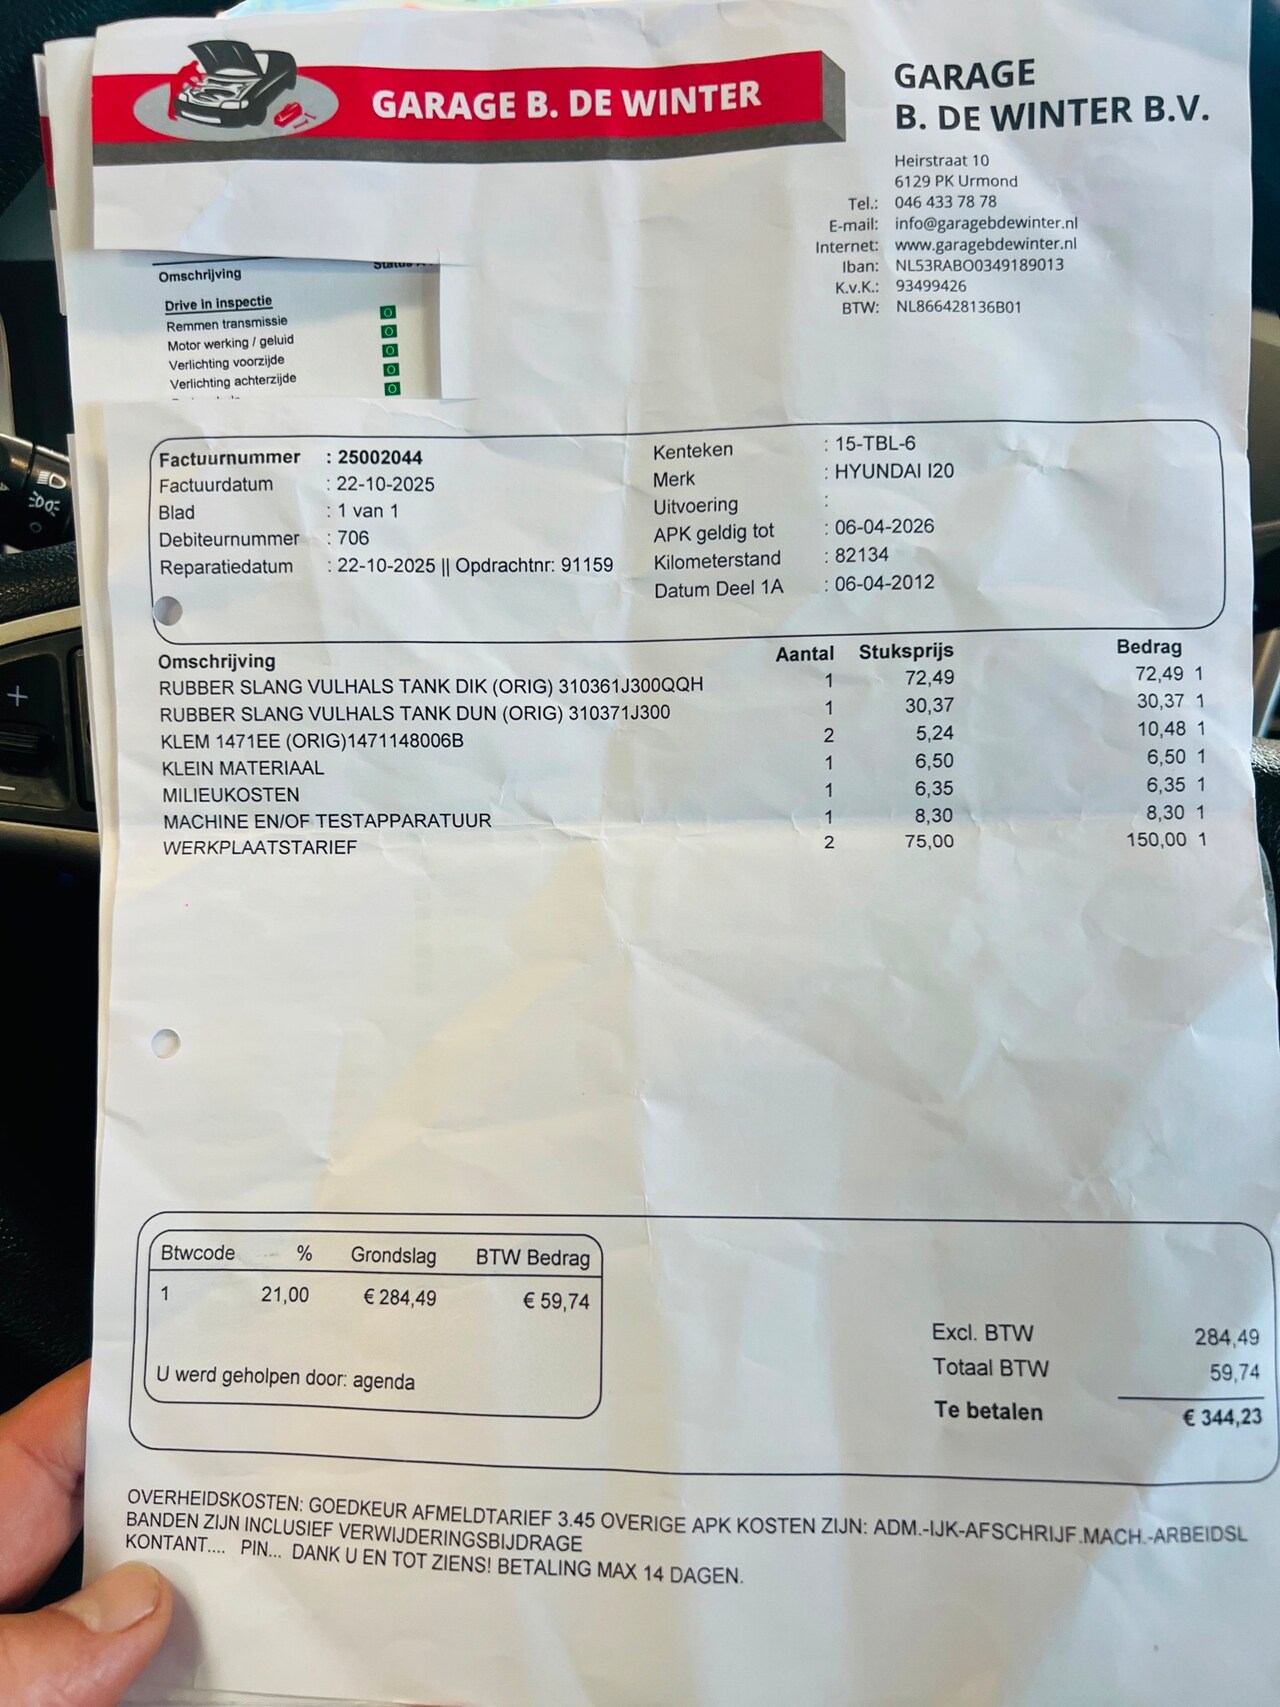 GARAGE B. DE WINTER
GARAGE
B. DE WINTER B.V.
Heirstraat 10
6129 PK Urmond
Tel.: 046 433 78 78
E-mail: info@garagebdewinter.nl
Internet: www.garagebdewinter.nl
Iban: NL53RABO0349189013
K.v.K.: 93499426
BTW: NL866428136B01
Omschrijving
Drive in inspectie
Remmen transmissie O
Motor werking / geluid O
Verlichting voorzijde O
Verlichting achterzijde O
O
Factuurnummer : 25002044
Factuurdatum : 22-10-2025
Blad : 1 van 1
Debiteurnummer : 706
Reparatiedatum : 22-10-2025 || Opdrachtnr: 91159
Kenteken : 15-TBL-6
Merk : HYUNDAI I20
Uitvoering :
APK geldig tot : 06-04-2026
Kilometerstand : 82134
Datum Deel 1A : 06-04-2012
Omschrijving Aantal Stuksprijs Bedrag
RUBBER SLANG VULHALS TANK DIK (ORIG) 310361J300QQH 1 72,49 72,49 1
RUBBER SLANG VULHALS TANK DUN (ORIG) 310371J300 1 30,37 30,37 1
KLEM 1471EE (ORIG)1471148006B 2 5,24 10,48 1
KLEIN MATERIAAL 1 6,50 6,50 1
MILIEUKOSTEN 1 6,35 6,35 1
MACHINE EN/OF TESTAPPARATUUR 1 8,30 8,30 1
WERKPLAATSTARIEF 2 75,00 150,00 1
Btwcode % Grondslag BTW Bedrag
1 21,00 € 284,49 € 59,74
U werd geholpen door: agenda
Excl. BTW 284,49
Totaal BTW 59,74
Te betalen € 344,23
OVERHEIDSKOSTEN: GOEDKEUR AFMELDTARIEF 3.45 OVERIGE APK KOSTEN ZIJN: ADM.-IJK-AFSCHRIJF.MACH.-ARBEIDSL
BANDEN ZIJN INCLUSIEF VERWIJDERINGSBIJDRAGE
KONTANT.... PIN... DANK U EN TOT ZIENS! BETALING MAX 14 DAGEN.